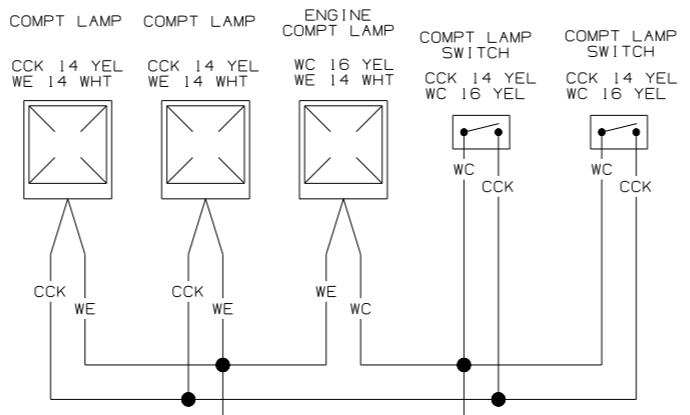 COMPT LAMP
CCK 14 YEL
WE 14 WHT
COMPT LAMP
CCK 14 YEL
WE 14 WHT
ENGINE
COMPT LAMP
WC 16 YEL
WE 14 WHT
COMPT LAMP
SWITCH
CCK 14 YEL
WC 16 YEL
COMPT LAMP
SWITCH
CCK 14 YEL
WC 16 YEL
WC
CCK
WC
CCK
CCK
WE
CCK
WE
WE
WC